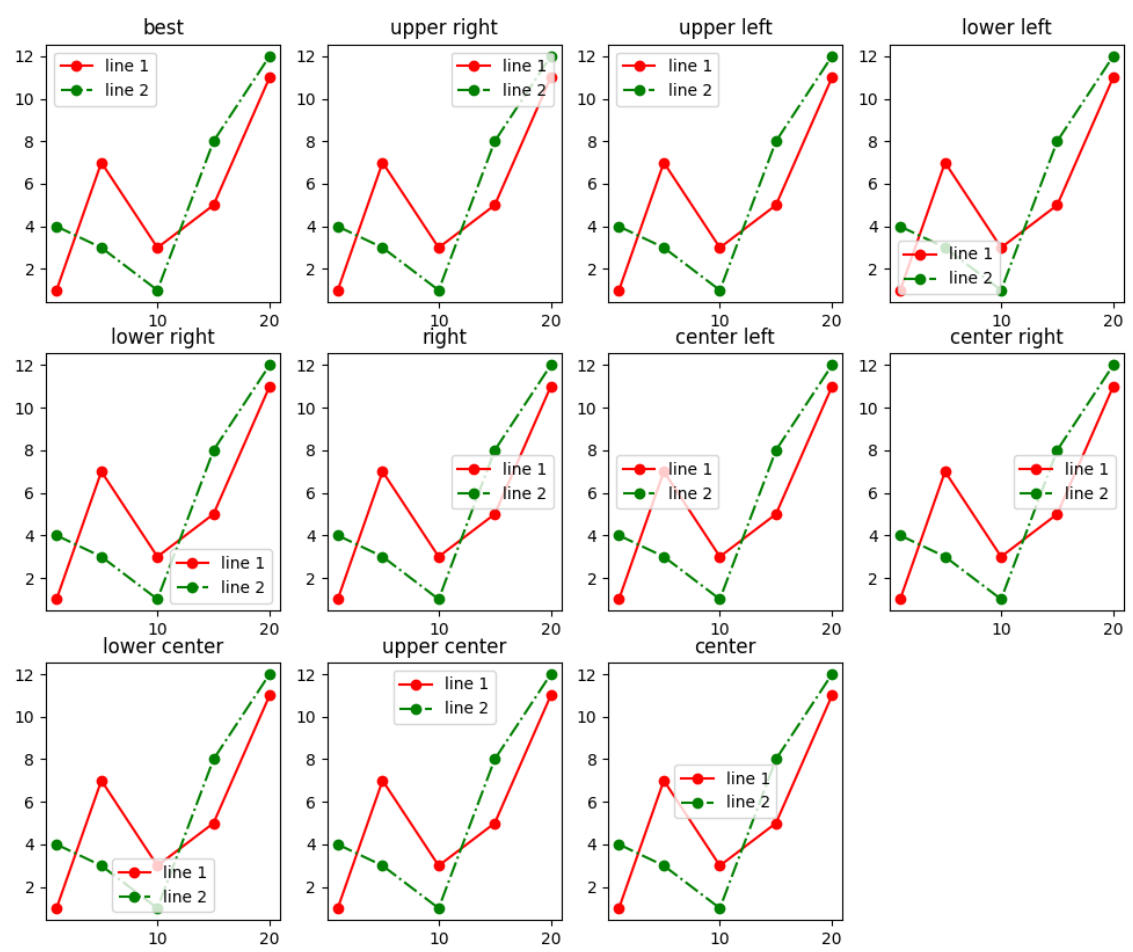 best
upper right
upper left
lower left
12
10
8
6
4
2
line 1
line 2
10
20
12
10
8
6
4
2
line 1
line 2
10
20
12
10
8
6
4
2
line 1
line 2
10
20
12
10
8
6
4
2
line 1
line 2
10
20
lower right
right
center left
center right
12
10
8
6
4
2
line 1
line 2
10
20
12
10
8
6
4
2
line 1
line 2
10
20
12
10
8
6
4
2
line 1
line 2
10
20
12
10
8
6
4
2
line 1
line 2
10
20
lower center
upper center
center
12
10
8
6
4
2
line 1
line 2
10
20
12
10
8
6
4
2
line 1
line 2
10
20
12
10
8
6
4
2
line 1
line 2
10
20